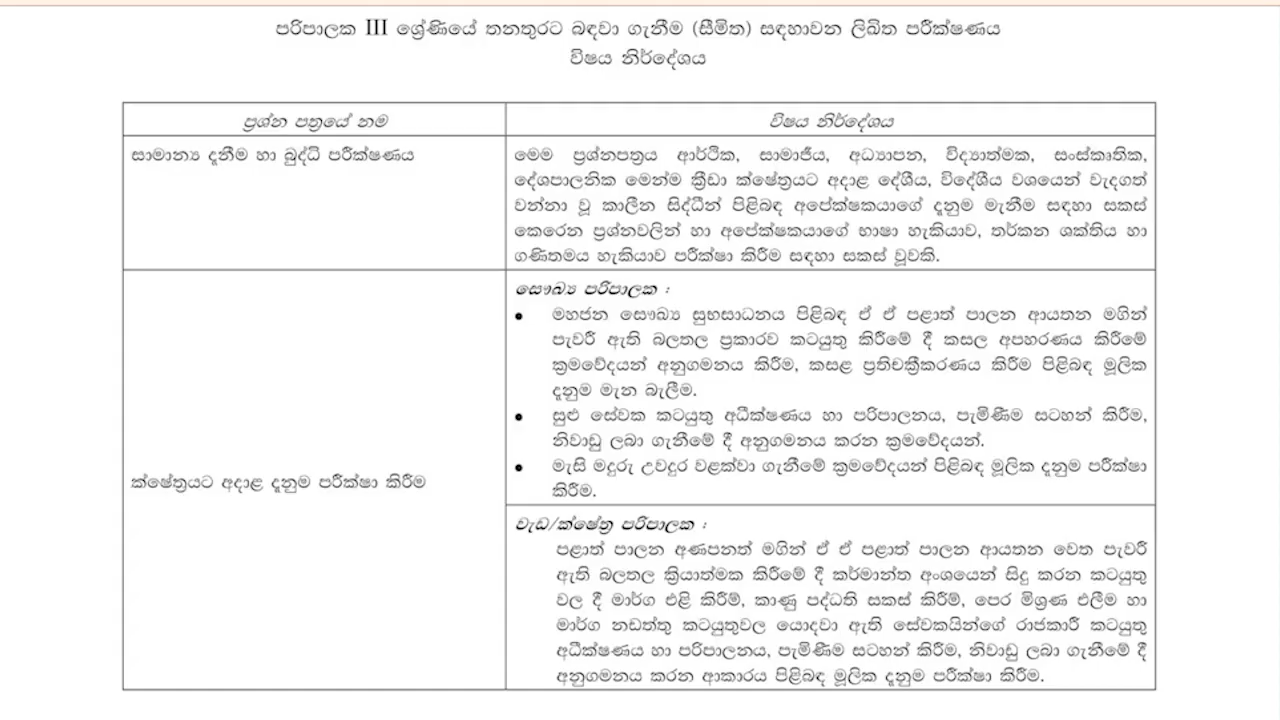 පරිපාලක III ශ්‍රේණියේ තනතුරට බඳවා ගැනීම (සීමිත) සඳහාවන ලිඛිත පරීක්ෂණය
විෂය නිර්දේශය
ප්‍රශ්න පත්‍රයේ නම
විෂය නිර්දේශය
සාමාන්‍ය දැනීම හා බුද්ධි පරීක්ෂණය
මෙම ප්‍රශ්නපත්‍රය ආර්ථික, සාමාජීය, අධ්‍යාපන, විද්‍යාත්මක, සංස්කෘතික,
දේශපාලනික මෙන්ම ක්‍රීඩා ක්ෂේත්‍රයට අදාළ දේශීය, විදේශීය වශයෙන් වැදගත්
වන්නා වූ කාලීන සිද්ධීන් පිළිබඳ අපේක්ෂකයාගේ දැනුම මැනීම සඳහා සකස්
කෙරෙන ප්‍රශ්නවලින් හා අපේක්ෂකයාගේ භාෂා හැකියාව, තර්කන ශක්තිය හා
ගණිතමය හැකියාව පරීක්ෂා කිරීම සඳහා සකස් වූවකි.
ක්ෂේත්‍රයට අදාළ දැනුම පරීක්ෂා කිරීම
සෞඛ්‍ය පරිපාලක :
• මහජන සෞඛ්‍ය සුභසාධනය පිළිබඳ ඒ ඒ පළාත් පාලන ආයතන මගින්
පැවරී ඇති බලතල ප්‍රකාරව කටයුතු කිරීමේ දී කසල අපහරණය කිරීමේ
ක්‍රමවේදයන් අනුගමනය කිරීම, කසළ ප්‍රතිචක්‍රීකරණය කිරීම පිළිබඳ මූලික
දැනුම මැන බැලීම.
• සුළු සේවක කටයුතු අධීක්ෂණය හා පරිපාලනය, පැමිණීම සටහන් කිරීම,
නිවාඩු ලබා ගැනීමේ දී අනුගමනය කරන ක්‍රමවේදයන්.
• මැසි මදුරු උවදුර වළක්වා ගැනීමේ ක්‍රමවේදයන් පිළිබඳ මූලික දැනුම පරීක්ෂා
කිරීම.
වැඩ/ක්ෂේත්‍ර පරිපාලක :
පළාත් පාලන අණපනත් මගින් ඒ ඒ පළාත් පාලන ආයතන වෙත පැවරී
ඇති බලතල ක්‍රියාත්මක කිරීමේ දී කර්මාන්ත අංශයෙන් සිදු කරන කටයුතු
වල දී මාර්ග එළි කිරීම්, කාණු පද්ධති සකස් කිරීම්, පෙර මිශ්‍රණ එලීම හා
මාර්ග නඩත්තු කටයුතුවල යොදවා ඇති සේවකයින්ගේ රාජකාරී කටයුතු
අධීක්ෂණය හා පරිපාලනය, පැමිණීම සටහන් කිරීම, නිවාඩු ලබා ගැනීමේ දී
අනුගමනය කරන ආකාරය පිළිබඳ මූලික දැනුම පරීක්ෂා කිරීම.